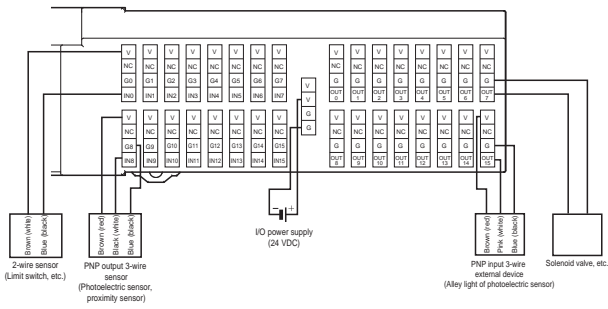 V V V V V V V V V V V V V V V V
NC NC NC NC NC NC NC NC NC NC NC NC NC NC NC NC
G0 G1 G2 G3 G4 G5 G6 G7 G G G G G G G G
IN0 IN1 IN2 IN3 IN4 IN5 IN6 IN7 OUT 0 OUT 1 OUT 2 OUT 3 OUT 4 OUT 5 OUT 6 OUT 7
V
V
G
G
V V V V V V V V V V V V V V V V
NC NC NC NC NC NC NC NC NC NC NC NC NC NC NC NC
G8 G9 G10 G11 G12 G13 G14 G15 G G G G G G G G
IN8 IN9 IN10 IN11 IN12 IN13 IN14 IN15 OUT 8 OUT 9 OUT 10 OUT 11 OUT 12 OUT 13 OUT 14 OUT 15
Brown (white)
Blue (black)
2-wire sensor
(Limit switch, etc.)
Brown (red)
Black (white)
Blue (black)
PNP output 3-wire
sensor
(Photoelectric sensor,
proximity sensor)
- +
I/O power supply
(24 VDC)
Brown (red)
Pink (white)
Blue (black)
PNP input 3-wire
external device
(Alley light of photoelectric sensor)
Solenoid valve, etc.